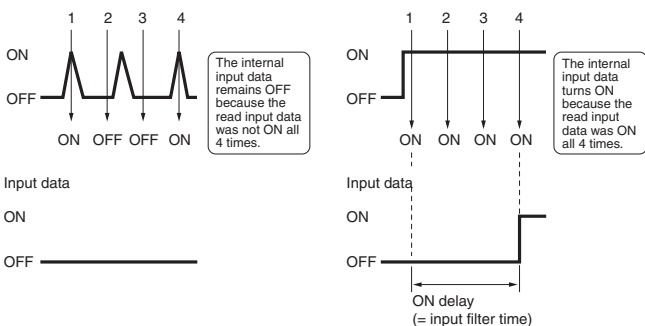 1 2 3 4
ON
OFF
The internal
input data
remains OFF
because the
read input data
was not ON all
4 times.
ON OFF OFF ON
Input data
ON
OFF
1 2 3 4
ON
OFF
The internal
input data
turns ON
because the
read input
data was ON
all 4 times.
ON ON ON ON
Input data
ON
OFF
ON delay
(= input filter time)